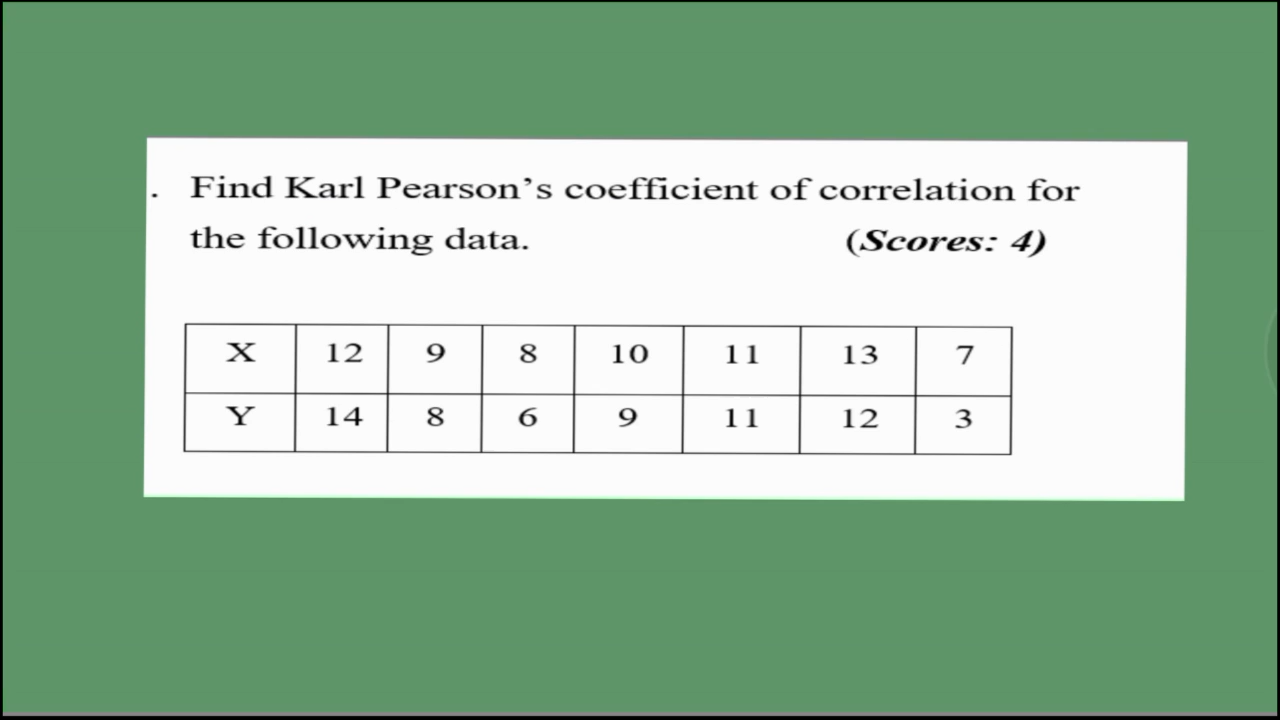 . Find Karl Pearson's coefficient of correlation for
the following data. (Scores: 4)
X 12 9 8 10 11 13 7
Y 14 8 6 9 11 12 3